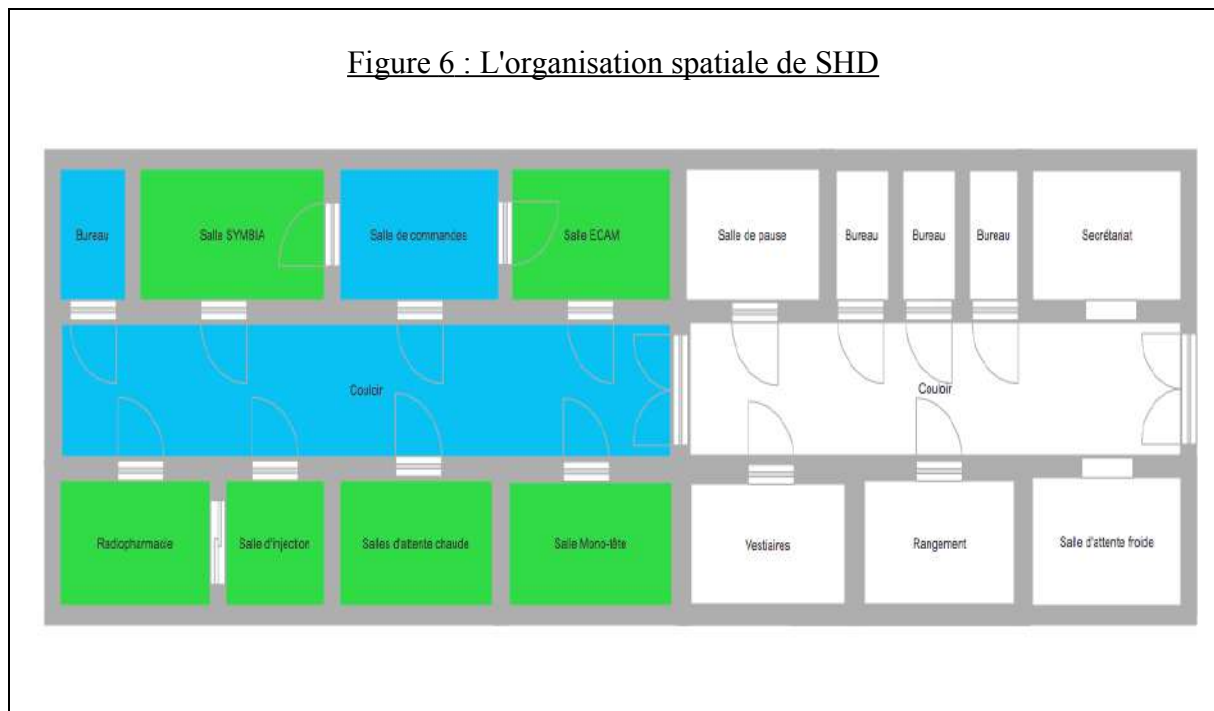 Figure 6 : L'organisation spatiale de SHD
Bureau
Salle SYMBIA
Salle de commandes
Salle ECAM
Salle de pause
Bureau
Bureau
Bureau
Secrétariat
Couloir
Couloir
Radiopharmacie
Salle d'injection
Salles d'attente chaude
Salle Mono-tête
Vestiaires
Rangement
Salle d'attente froide